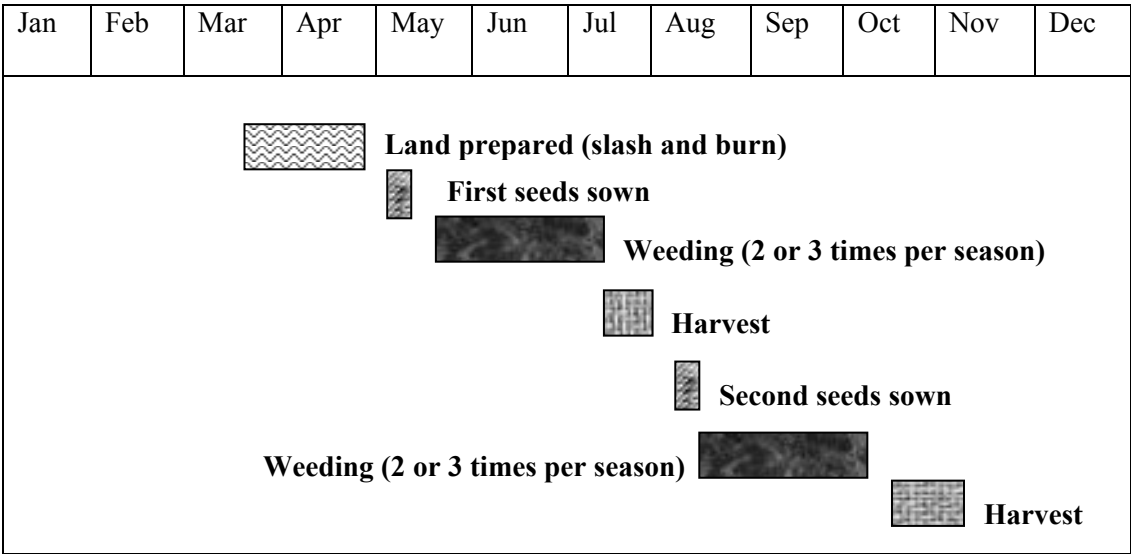 Jan Feb Mar Apr May Jun Jul Aug Sep Oct Nov Dec
Land prepared (slash and burn)
First seeds sown
Weeding (2 or 3 times per season)
Harvest
Second seeds sown
Weeding (2 or 3 times per season)
Harvest